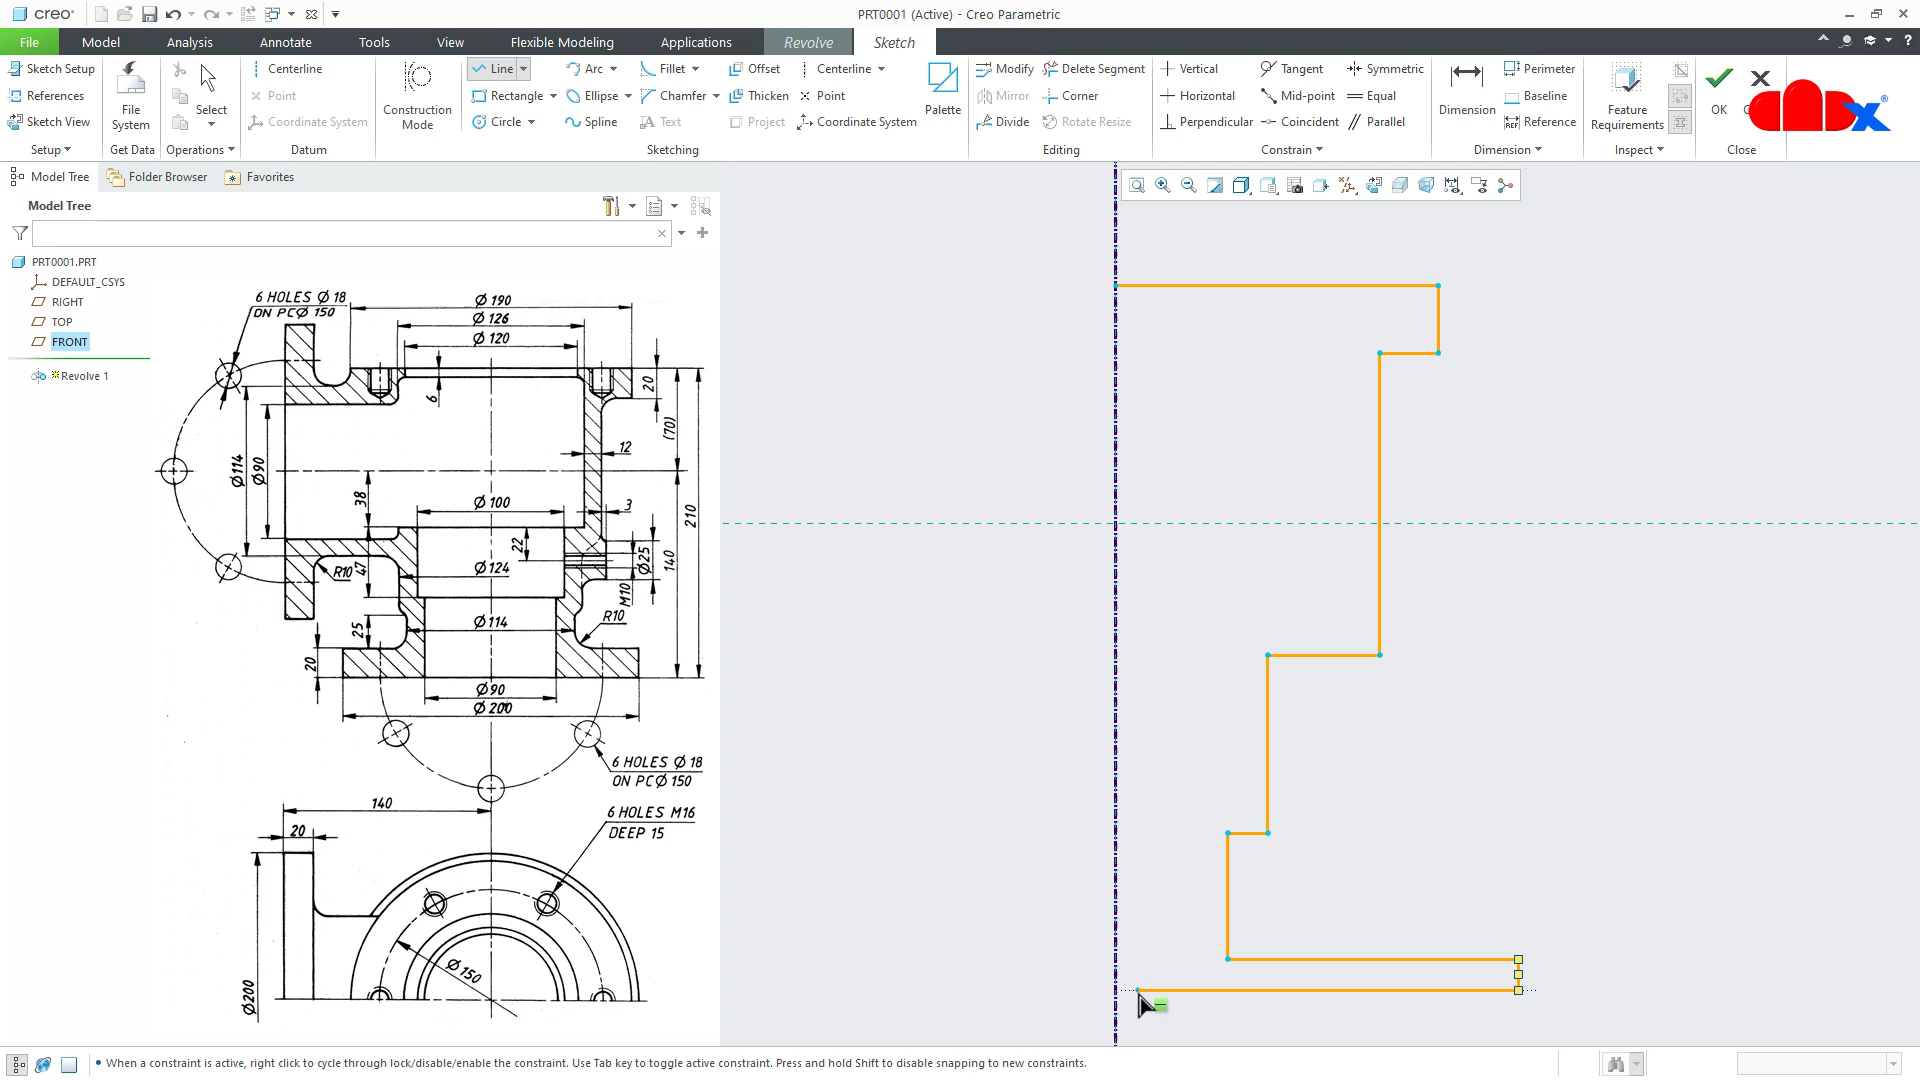 creo
PRT0001 (Active) - Creo Parametric
File
Model
Analysis
Annotate
Tools
View
Flexible Modeling
Applications
Revolve
Sketch
Sketch Setup
References
Sketch View
Setup
File System
Get Data
Select
Operations
Centerline
Point
Coordinate System
Datum
Construction Mode
Line
Rectangle
Circle
Arc
Ellipse
Spline
Fillet
Chamfer
Text
Offset
Thicken
Project
Centerline
Point
Coordinate System
Palette
Sketching
Modify
Mirror
Divide
Delete Segment
Corner
Rotate Resize
Editing
Vertical
Horizontal
Perpendicular
Tangent
Mid-point
Coincident
Symmetric
Equal
Parallel
Constrain
Dimension
Perimeter
Baseline
REF Reference
Dimension
Feature Requirements
Inspect
OK
Close
Model Tree
Folder Browser
Favorites
Model Tree
PRT0001.PRT
DEFAULT_CSYS
RIGHT
TOP
FRONT
Revolve 1
6 HOLES Ø 18
ON PCØ 150
Ø 190
Ø 126
Ø 120
6
20
(70)
12
Ø114
Ø90
38
Ø 100
3
210
22
Ø25
140
R10
47
Ø 124
M10
R10
25
Ø 114
20
Ø90
Ø 200
6 HOLES Ø 18
ON PCØ 150
140
6 HOLES M16
DEEP 15
20
Ø150
Ø200
When a constraint is active, right click to cycle through lock/disable/enable the constraint. Use Tab key to toggle active constraint. Press and hold Shift to disable snapping to new constraints.